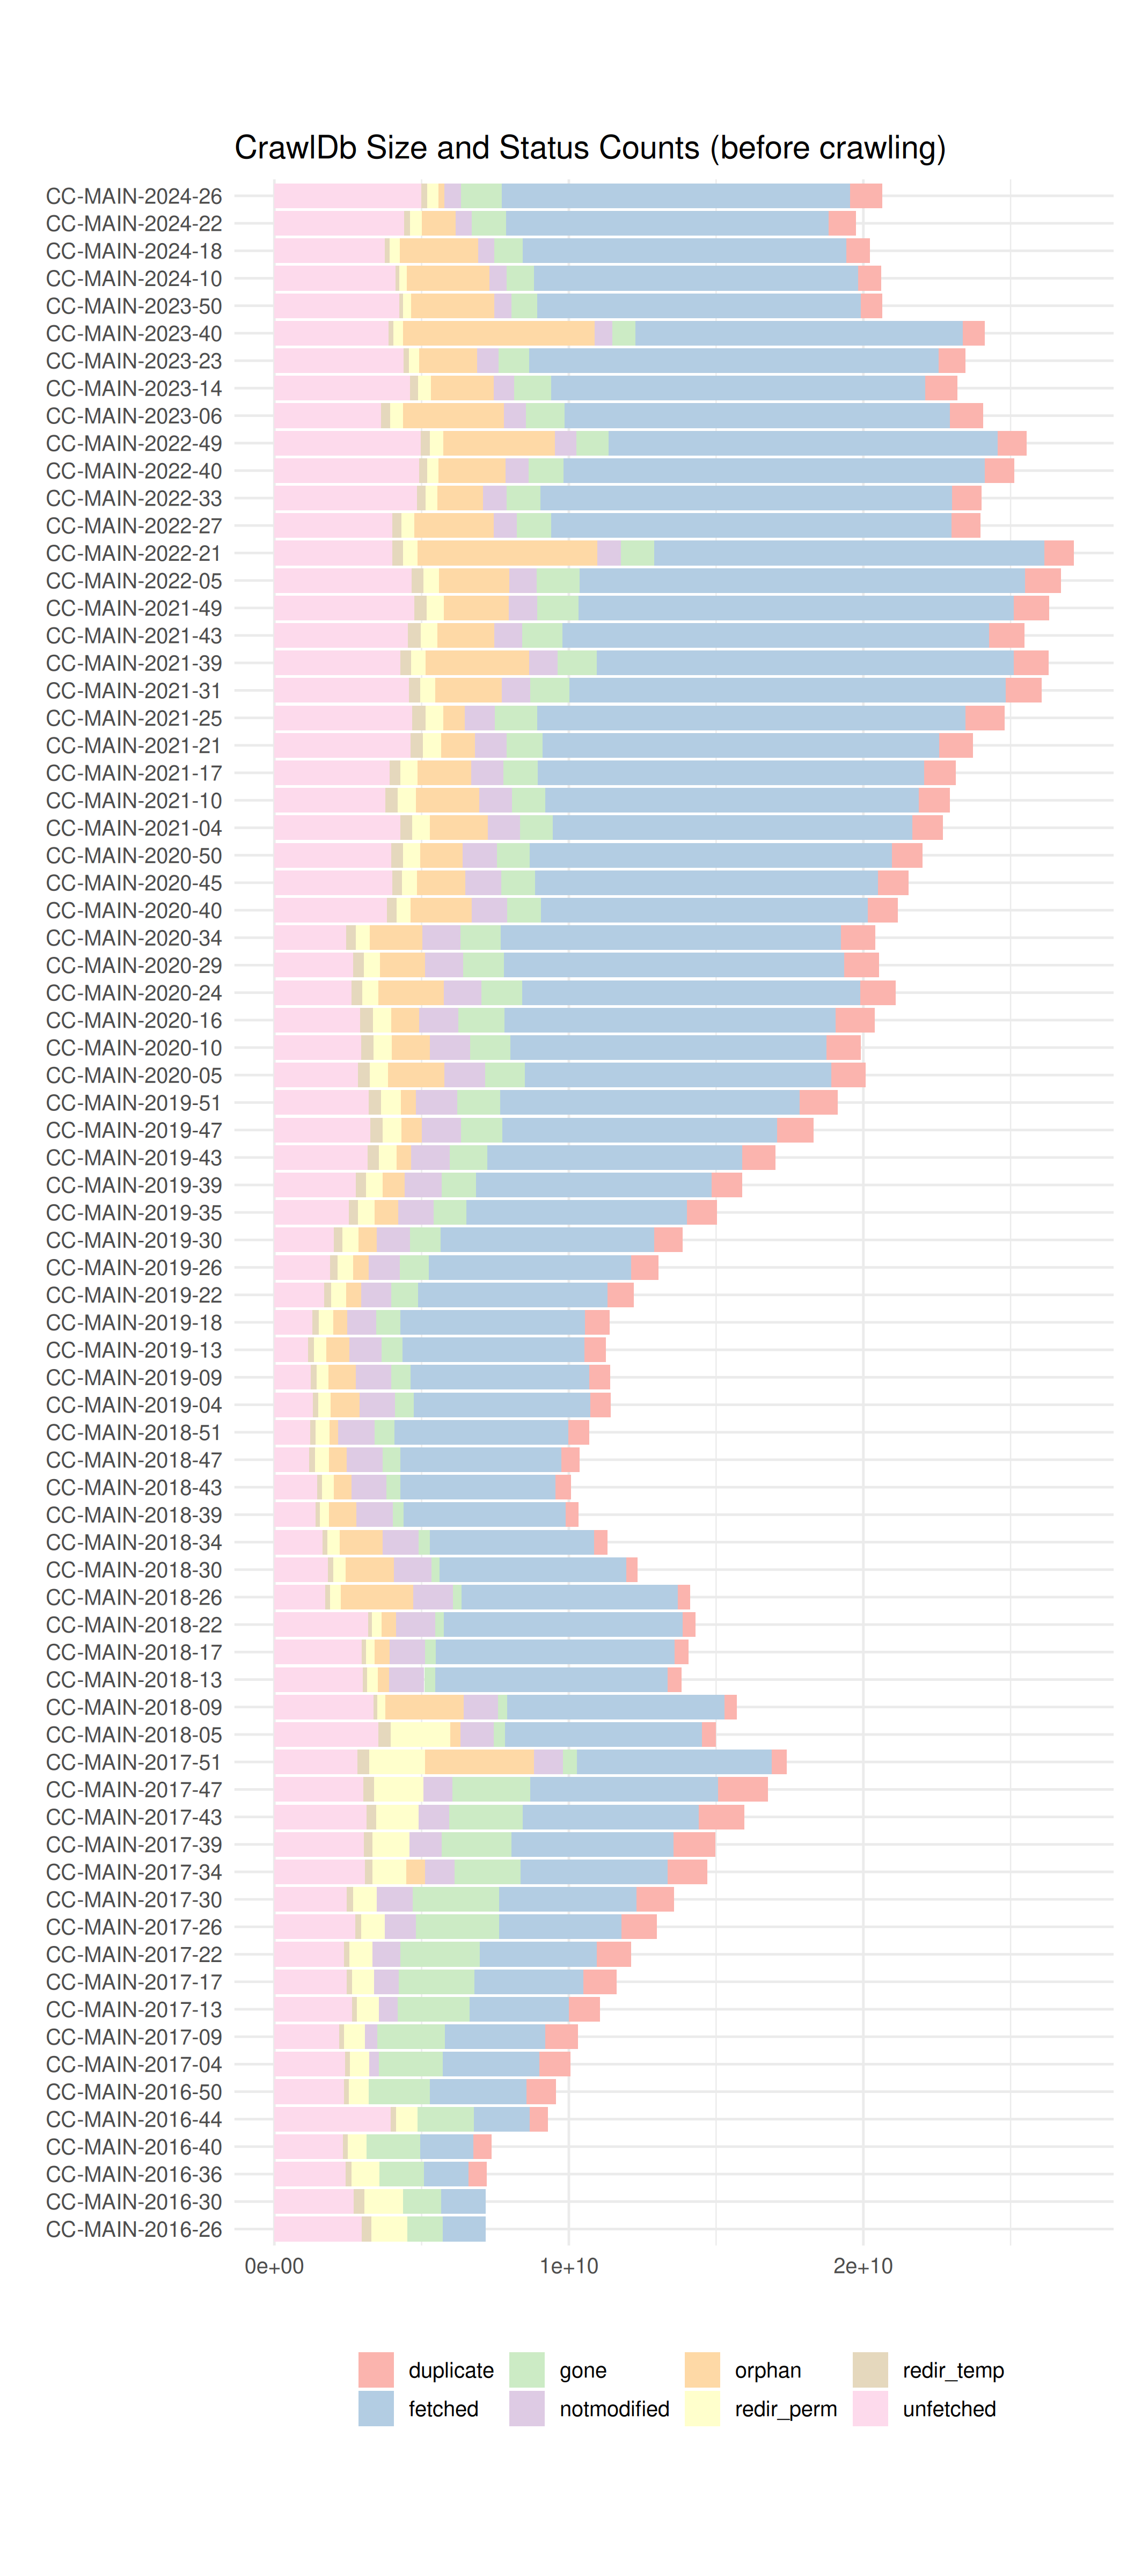 CrawlDb Size and Status Counts (before crawling)
CC-MAIN-2024-26
CC-MAIN-2024-22
CC-MAIN-2024-18
CC-MAIN-2024-10
CC-MAIN-2023-50
CC-MAIN-2023-40
CC-MAIN-2023-23
CC-MAIN-2023-14
CC-MAIN-2023-06
CC-MAIN-2022-49
CC-MAIN-2022-40
CC-MAIN-2022-33
CC-MAIN-2022-27
CC-MAIN-2022-21
CC-MAIN-2022-05
CC-MAIN-2021-49
CC-MAIN-2021-43
CC-MAIN-2021-39
CC-MAIN-2021-31
CC-MAIN-2021-25
CC-MAIN-2021-21
CC-MAIN-2021-17
CC-MAIN-2021-10
CC-MAIN-2021-04
CC-MAIN-2020-50
CC-MAIN-2020-45
CC-MAIN-2020-40
CC-MAIN-2020-34
CC-MAIN-2020-29
CC-MAIN-2020-24
CC-MAIN-2020-16
CC-MAIN-2020-10
CC-MAIN-2020-05
CC-MAIN-2019-51
CC-MAIN-2019-47
CC-MAIN-2019-43
CC-MAIN-2019-39
CC-MAIN-2019-35
CC-MAIN-2019-30
CC-MAIN-2019-26
CC-MAIN-2019-22
CC-MAIN-2019-18
CC-MAIN-2019-13
CC-MAIN-2019-09
CC-MAIN-2019-04
CC-MAIN-2018-51
CC-MAIN-2018-47
CC-MAIN-2018-43
CC-MAIN-2018-39
CC-MAIN-2018-34
CC-MAIN-2018-30
CC-MAIN-2018-26
CC-MAIN-2018-22
CC-MAIN-2018-17
CC-MAIN-2018-13
CC-MAIN-2018-09
CC-MAIN-2018-05
CC-MAIN-2017-51
CC-MAIN-2017-47
CC-MAIN-2017-43
CC-MAIN-2017-39
CC-MAIN-2017-34
CC-MAIN-2017-30
CC-MAIN-2017-26
CC-MAIN-2017-22
CC-MAIN-2017-17
CC-MAIN-2017-13
CC-MAIN-2017-09
CC-MAIN-2017-04
CC-MAIN-2016-50
CC-MAIN-2016-44
CC-MAIN-2016-40
CC-MAIN-2016-36
CC-MAIN-2016-30
CC-MAIN-2016-26
0e+00 1e+10 2e+10
duplicate gone orphan redir_temp
fetched notmodified redir_perm unfetched